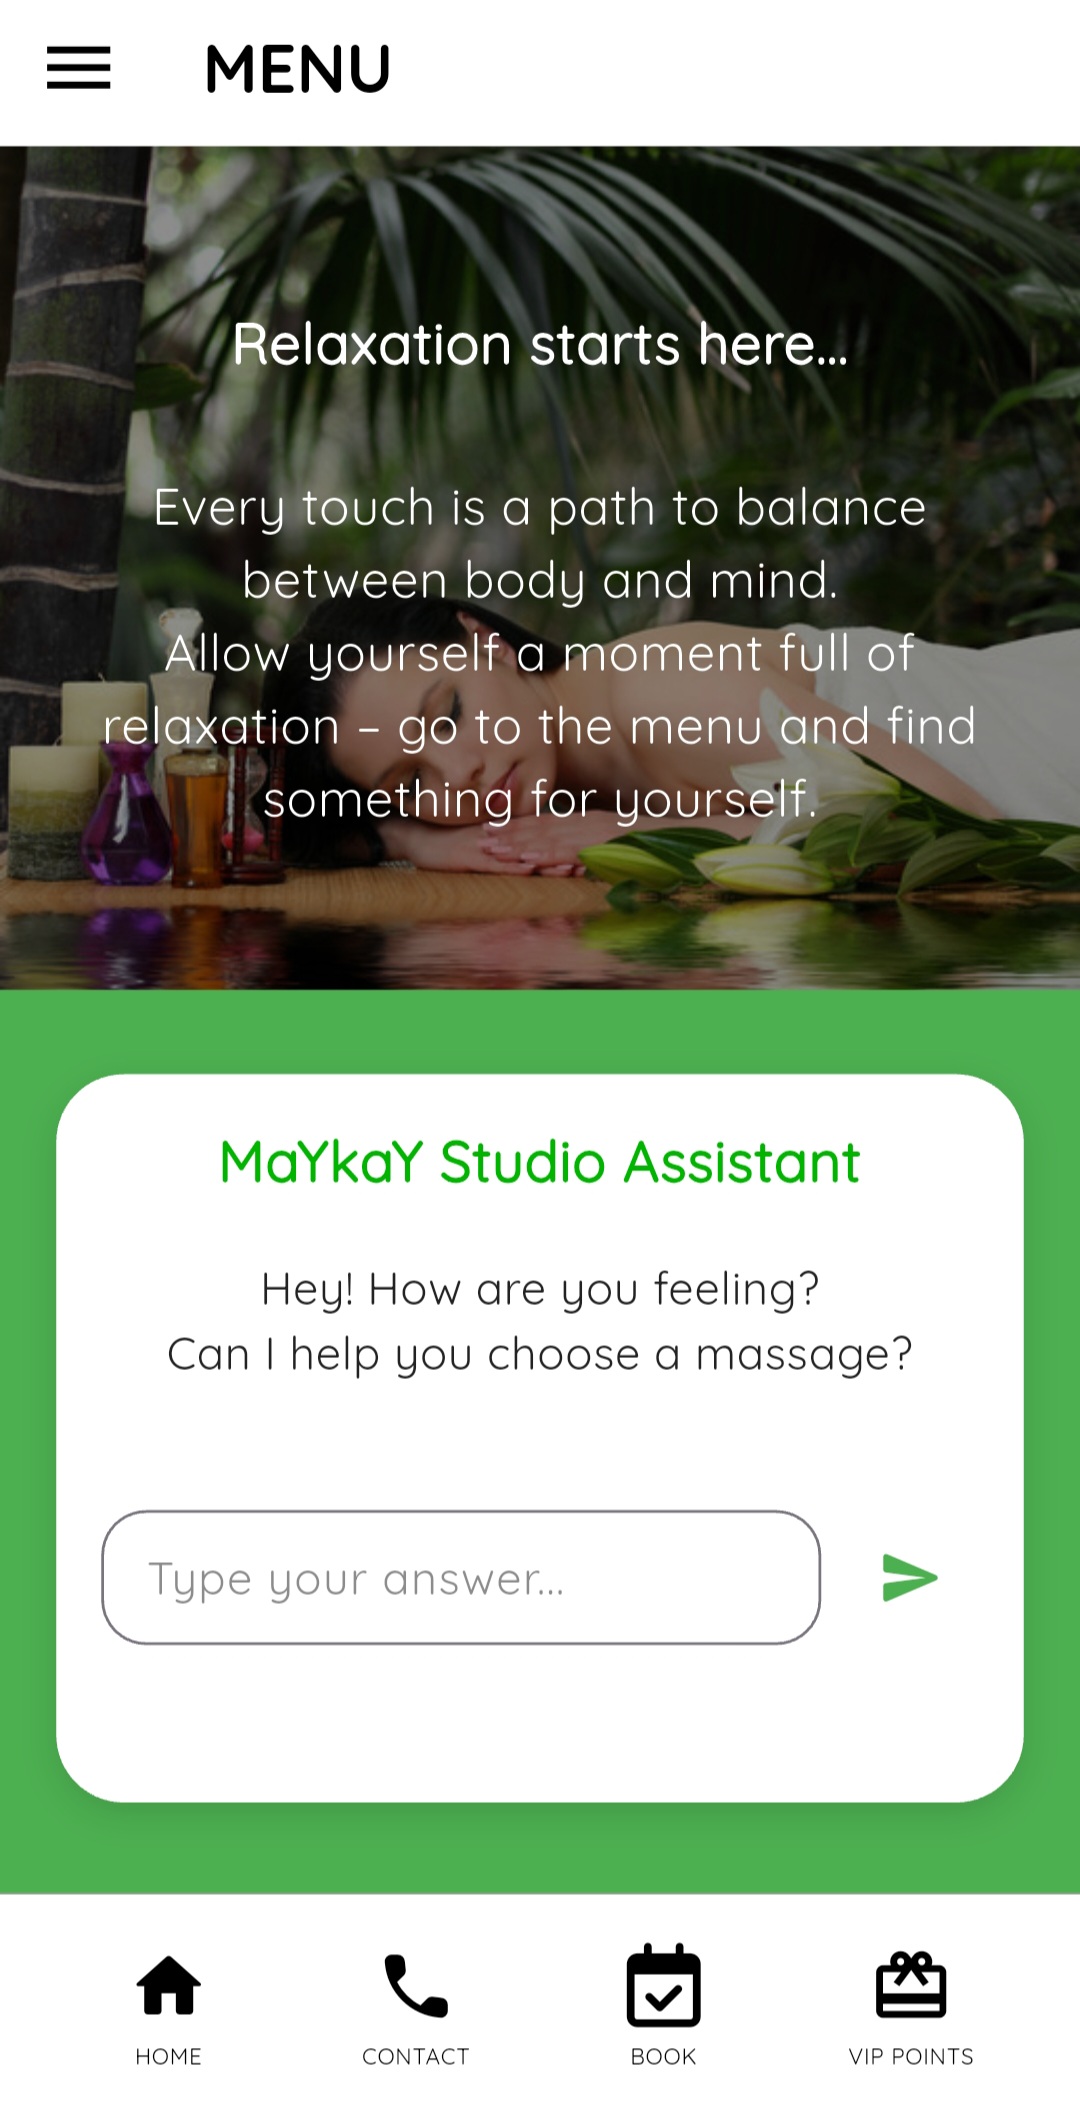 MENU
Relaxation starts here...
Every touch is a path to balance
between body and mind.
Allow yourself a moment full of
relaxation – go to the menu and find
something for yourself.
MaYkaY Studio Assistant
Hey! How are you feeling?
Can I help you choose a massage?
Type your answer...
HOME
CONTACT
BOOK
VIP POINTS